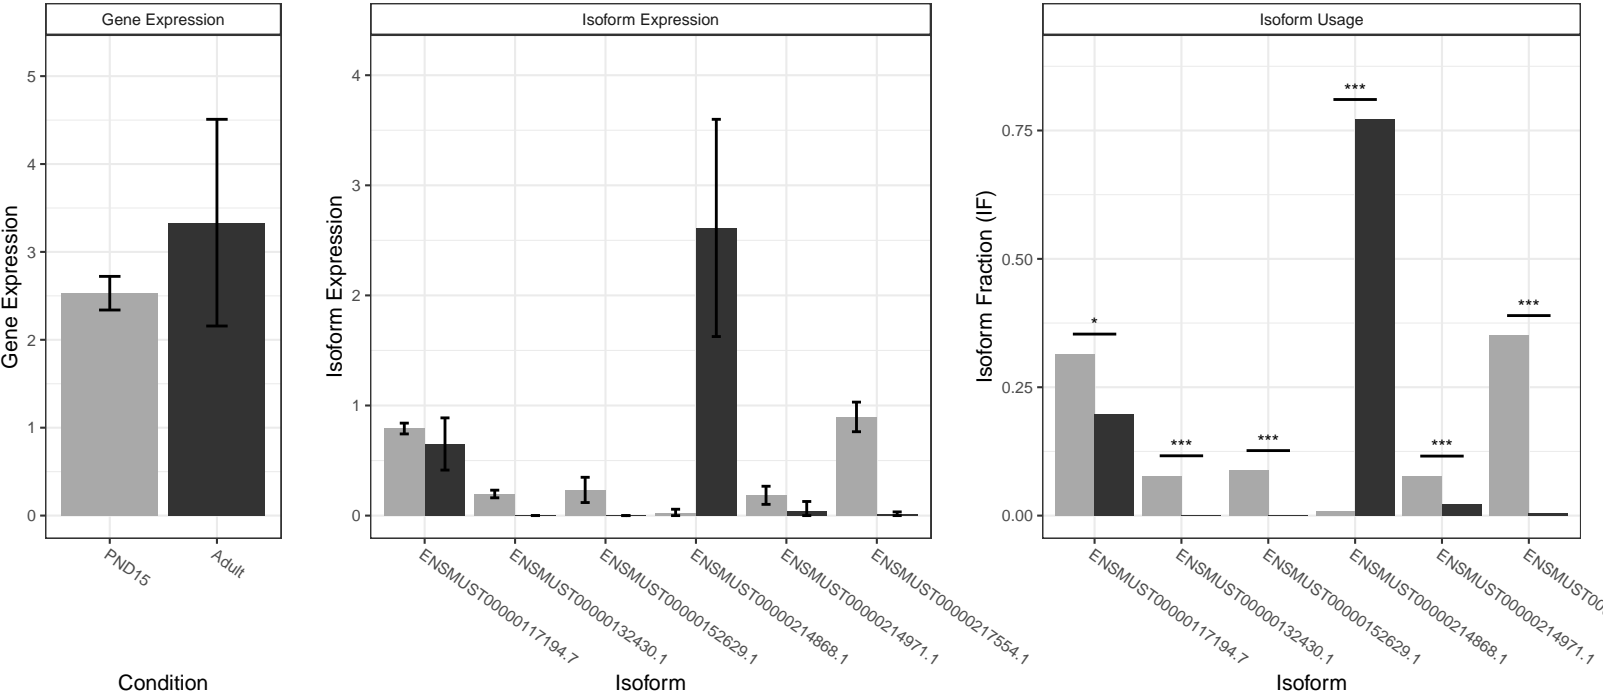 Gene Expression
Isoform Expression
Isoform Usage
Gene Expression
5
4
3
2
1
0
PND15
Adult
Condition
Isoform Expression
4
3
2
1
0
ENSMUST00000117194.7
ENSMUST00000132430.1
ENSMUST00000152629.1
ENSMUST00000214868.1
ENSMUST00000214971.1
ENSMUST00000217554.1
Isoform
Isoform Fraction (IF)
0.75
0.50
0.25
0.00
*
***
***
***
***
***
ENSMUST00000117194.7
ENSMUST00000132430.1
ENSMUST00000152629.1
ENSMUST00000214868.1
ENSMUST00000214971.1
Isoform